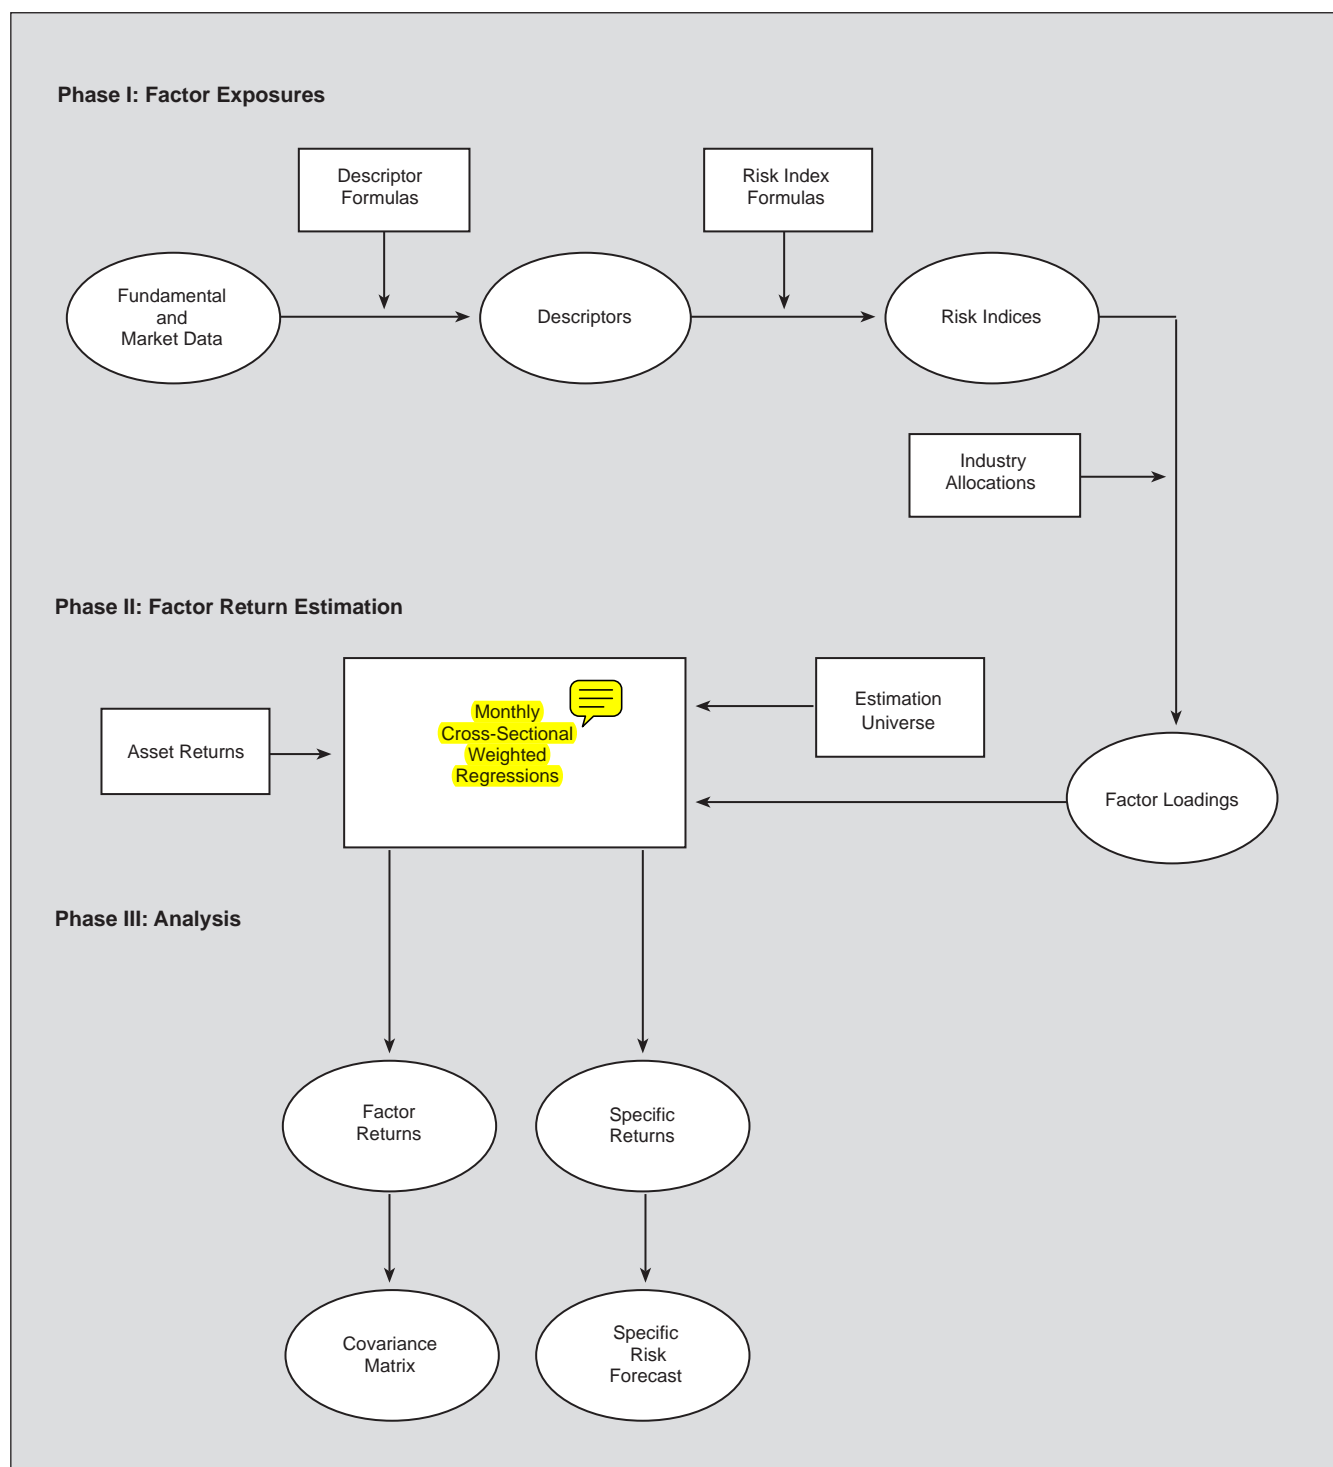 Phase I: Factor Exposures
Descriptor
Formulas
Risk Index
Formulas
Fundamental
and
Market Data
Descriptors
Risk Indices
Industry
Allocations
Phase II: Factor Return Estimation
Asset Returns
Monthly
Cross-Sectional
Weighted
Regressions
Estimation
Universe
Factor Loadings
Phase III: Analysis
Factor
Returns
Specific
Returns
Covariance
Matrix
Specific
Risk
Forecast